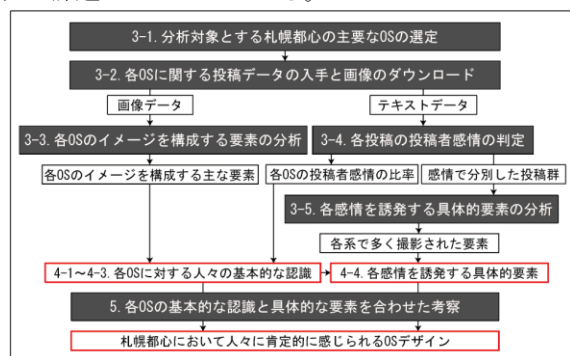 3-1. 分析対象とする札幌都心の主要なOSの選定
3-2. 各OSに関する投稿データの入手と画像のダウンロード
画像データ
テキストデータ
3-3. 各OSのイメージを構成する要素の分析
3-4. 各投稿の投稿者感情の判定
各OSのイメージを構成する主な要素
各OSの投稿者感情の比率
感情で分別した投稿群
3-5. 各感情を誘発する具体的要素の分析
各系で多く撮影された要素
4-1～4-3. 各OSに対する人々の基本的な認識
4-4. 各感情を誘発する具体的要素
5. 各OSの基本的な認識と具体的な要素を合わせた考察
札幌都心において人々に肯定的に感じられるOSデザイン